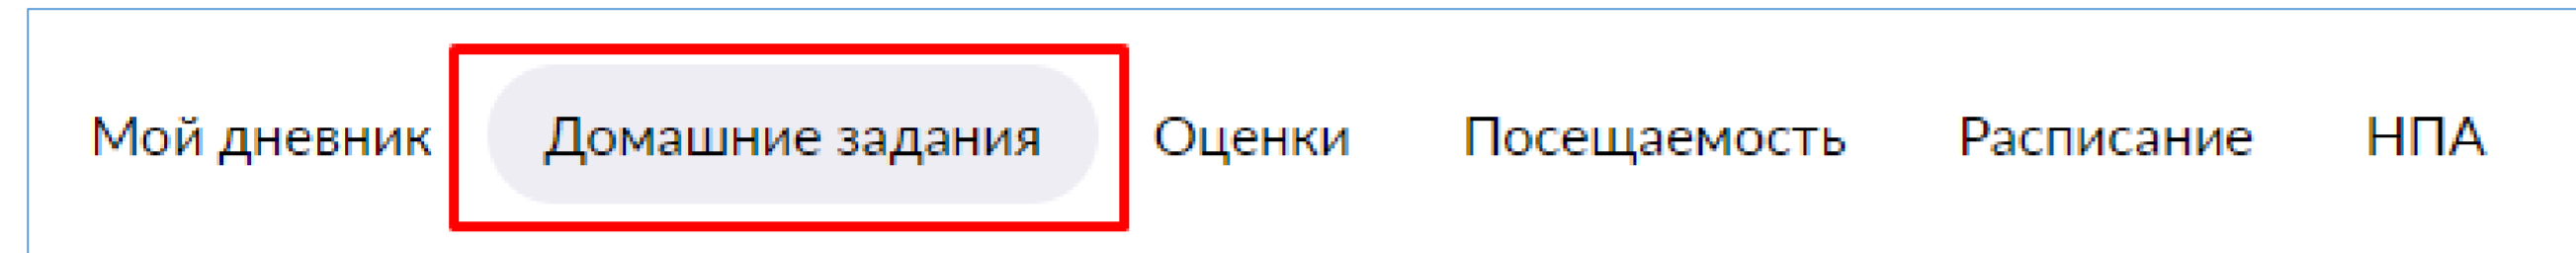 Мой дневник Домашние задания Оценки Посещаемость Расписание НПА